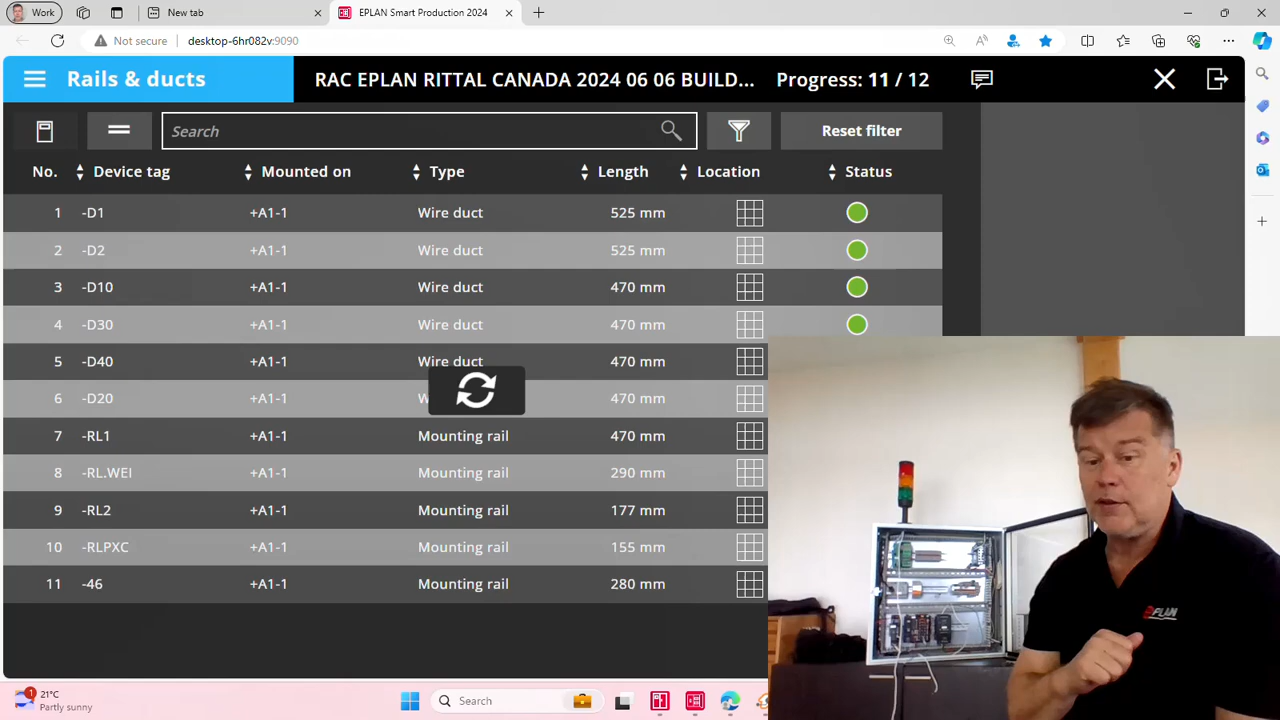 Work
New tab
EPLAN Smart Production 2024
Not secure
desktop-6hr082v:9090
Rails & ducts
RAC EPLAN RITTAL CANADA 2024 06 06 BUILD...
Progress: 11 / 12
Search
Reset filter
No. Device tag Mounted on Type Length Location Status
1 -D1 +A1-1 Wire duct 525 mm
2 -D2 +A1-1 Wire duct 525 mm
3 -D10 +A1-1 Wire duct 470 mm
4 -D30 +A1-1 Wire duct 470 mm
5 -D40 +A1-1 Wire duct 470 mm
6 -D20 +A1-1 W 470 mm
7 -RL1 +A1-1 Mounting rail 470 mm
8 -RL.WEI +A1-1 Mounting rail 290 mm
9 -RL2 +A1-1 Mounting rail 177 mm
10 -RLPXC +A1-1 Mounting rail 155 mm
11 -46 +A1-1 Mounting rail 280 mm
EPLAN
1
21°C
Partly sunny
Search